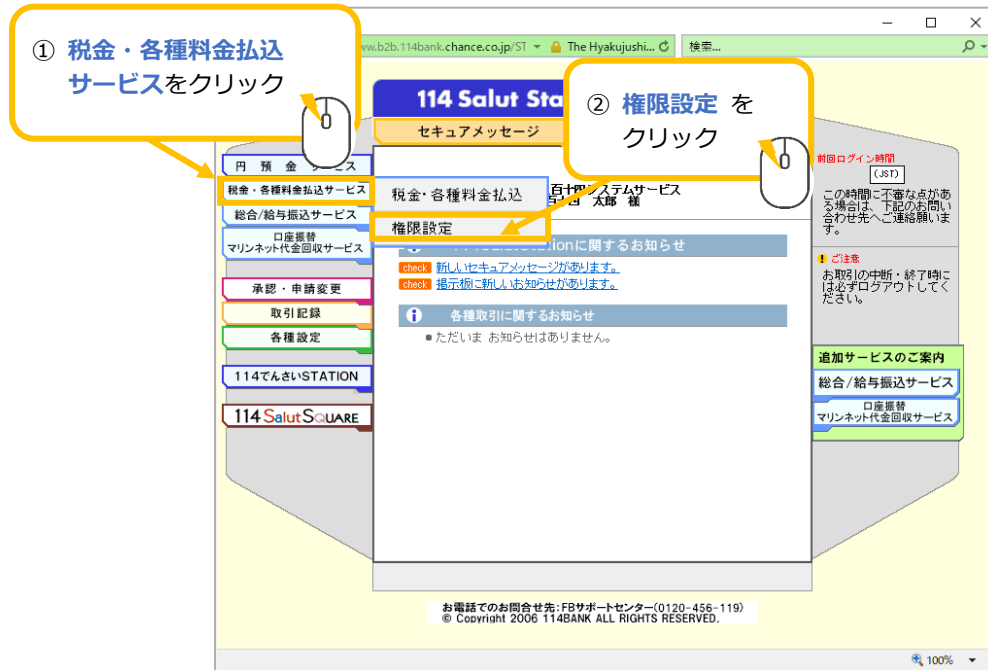 ① 税金・各種料金払込
サービスをクリック
ww.b2b.114bank.chance.co.jp/ST
The Hyakujushi...
検索...
② 権限設定 を
クリック
114 Salut Sta
セキュアメッセージ
円 預 金 サービス
税金・各種料金払込サービス
総合/給与振込サービス
口座振替
マリンネット代金回収サービス
承認・申請変更
取引記録
各種設定
114でんさいSTATION
114 Salut SQUARE
税金・各種料金払込
権限設定
百十四システムサービス
百十四 太郎 様
ionに関するお知らせ
check 新しいセキュアメッセージがあります。
check 掲示板に新しいお知らせがあります。
各種取引に関するお知らせ
ただいま お知らせはありません。
前回ログイン時間
(JST)
この時間に不審な点があ
る場合は、下記のお問い
合わせ先へご連絡願いま
す。
ご注意
お取引の中断・終了時に
は必ずログアウトしてく
ださい。
追加サービスのご案内
総合/給与振込サービス
口座振替
マリンネット代金回収サービス
お電話でのお問合せ先:FBサポートセンター(0120-456-119)
© Copyright 2006 114BANK ALL RIGHTS RESERVED.
100%